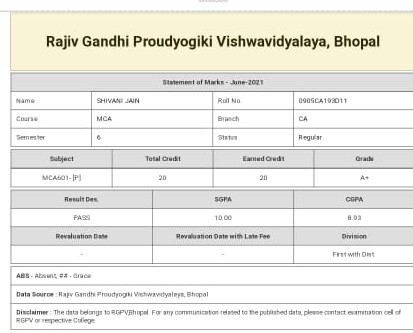 Rajiv Gandhi Proudyogiki Vishwavidyalaya, Bhopal
Statement of Marks - June-2021
Name SHIVANI JAIN Roll No 0905CA193D11
Course MCA Branch CA
Semester 6 Status Regular
Subject Total Credit Earned Credit Grade
MCA601-[P] 20 20 A+
Result Des. SGPA CGPA
PASS 10.00 8.93
Revaluation Date Revaluation Date with Late Fee Division
- - First with Dist
ABS - Absent, ## - Grace
Data Source : Rajiv Gandhi Proudyogiki Vishwavidyalaya, Bhopal
Disclaimer : The data belongs to RGPV,Bhopal. For any communication related to the published data, please contact examination cell of
RGPV or respective College.